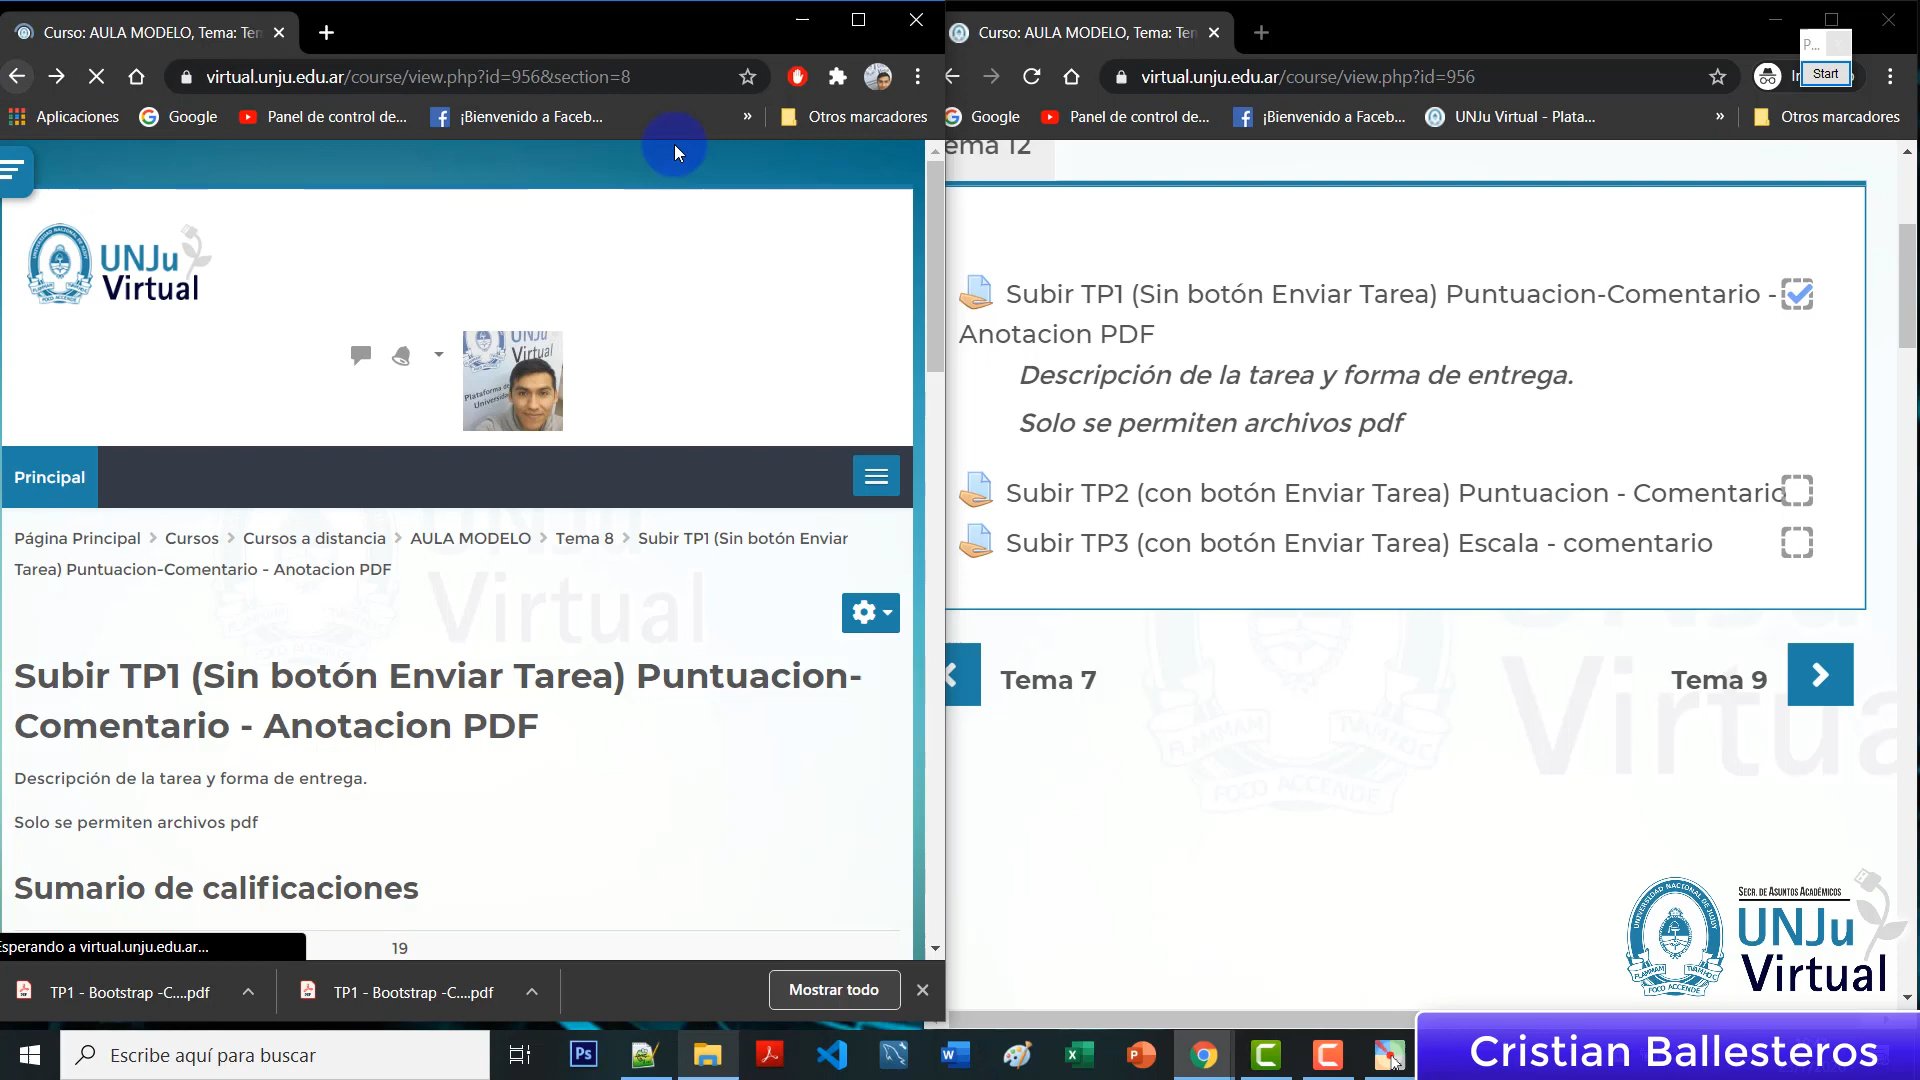 Curso: AULA MODELO, Tema: Ten
virtual.unju.edu.ar/course/view.php?id=956&section=8
Aplicaciones
Google
Panel de control de...
¡Bienvenido a Faceb...
»
Otros marcadores
UNJu
Virtual
Principal
Página Principal > Cursos > Cursos a distancia > AULA MODELO > Tema 8 > Subir TP1 (Sin botón Enviar
Tarea) Puntuacion-Comentario - Anotacion PDF
Subir TP1 (Sin botón Enviar Tarea) Puntuacion-
Comentario - Anotacion PDF
Descripción de la tarea y forma de entrega.
Solo se permiten archivos pdf
Sumario de calificaciones
19
Esperando a virtual.unju.edu.ar...
TP1 - Bootstrap -C....pdf
TP1 - Bootstrap -C....pdf
Mostrar todo
Curso: AULA MODELO, Tema: Ten
P...
Start
virtual.unju.edu.ar/course/view.php?id=956
Google
Panel de control de...
¡Bienvenido a Faceb...
UNJu Virtual - Plata...
»
Otros marcadores
ema 12
Subir TP1 (Sin botón Enviar Tarea) Puntuacion-Comentario -
Anotacion PDF
Descripción de la tarea y forma de entrega.
Solo se permiten archivos pdf
Subir TP2 (con botón Enviar Tarea) Puntuacion - Comentario
Subir TP3 (con botón Enviar Tarea) Escala - comentario
Tema 7
Tema 9
Secr. de Asuntos Académicos
UNJu
Virtual
Escribe aquí para buscar
Cristian Ballesteros